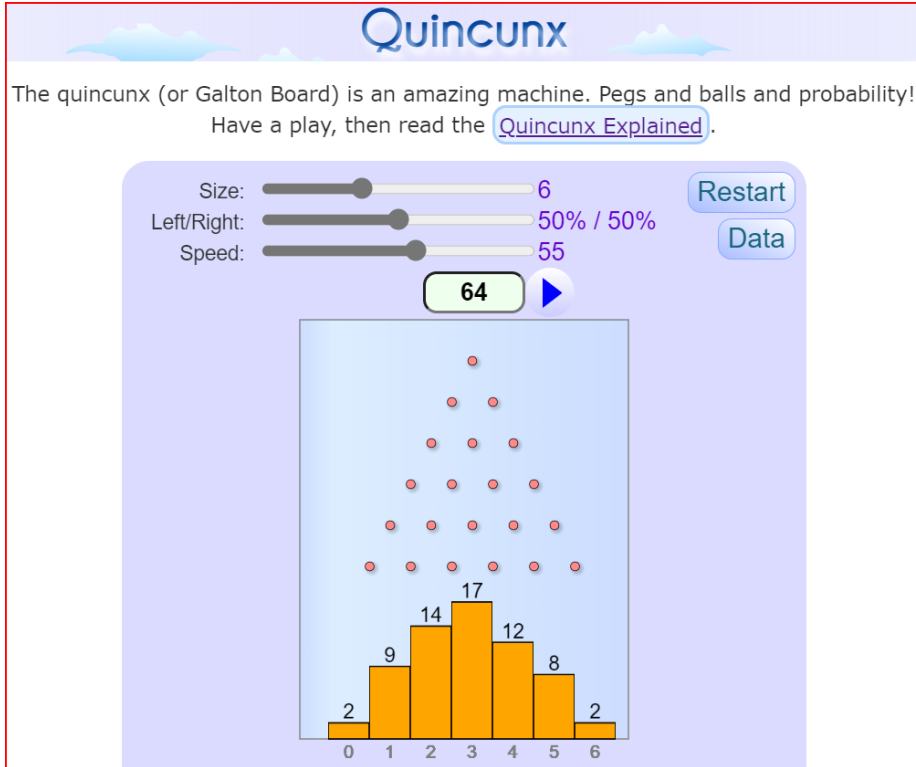 Quincunx
The quincunx (or Galton Board) is an amazing machine. Pegs and balls and probability!
Have a play, then read the Quincunx Explained.
Size: 6
Restart
Left/Right: 50% / 50%
Data
Speed: 55
64
17
14
12
9
8
2
2
0 1 2 3 4 5 6